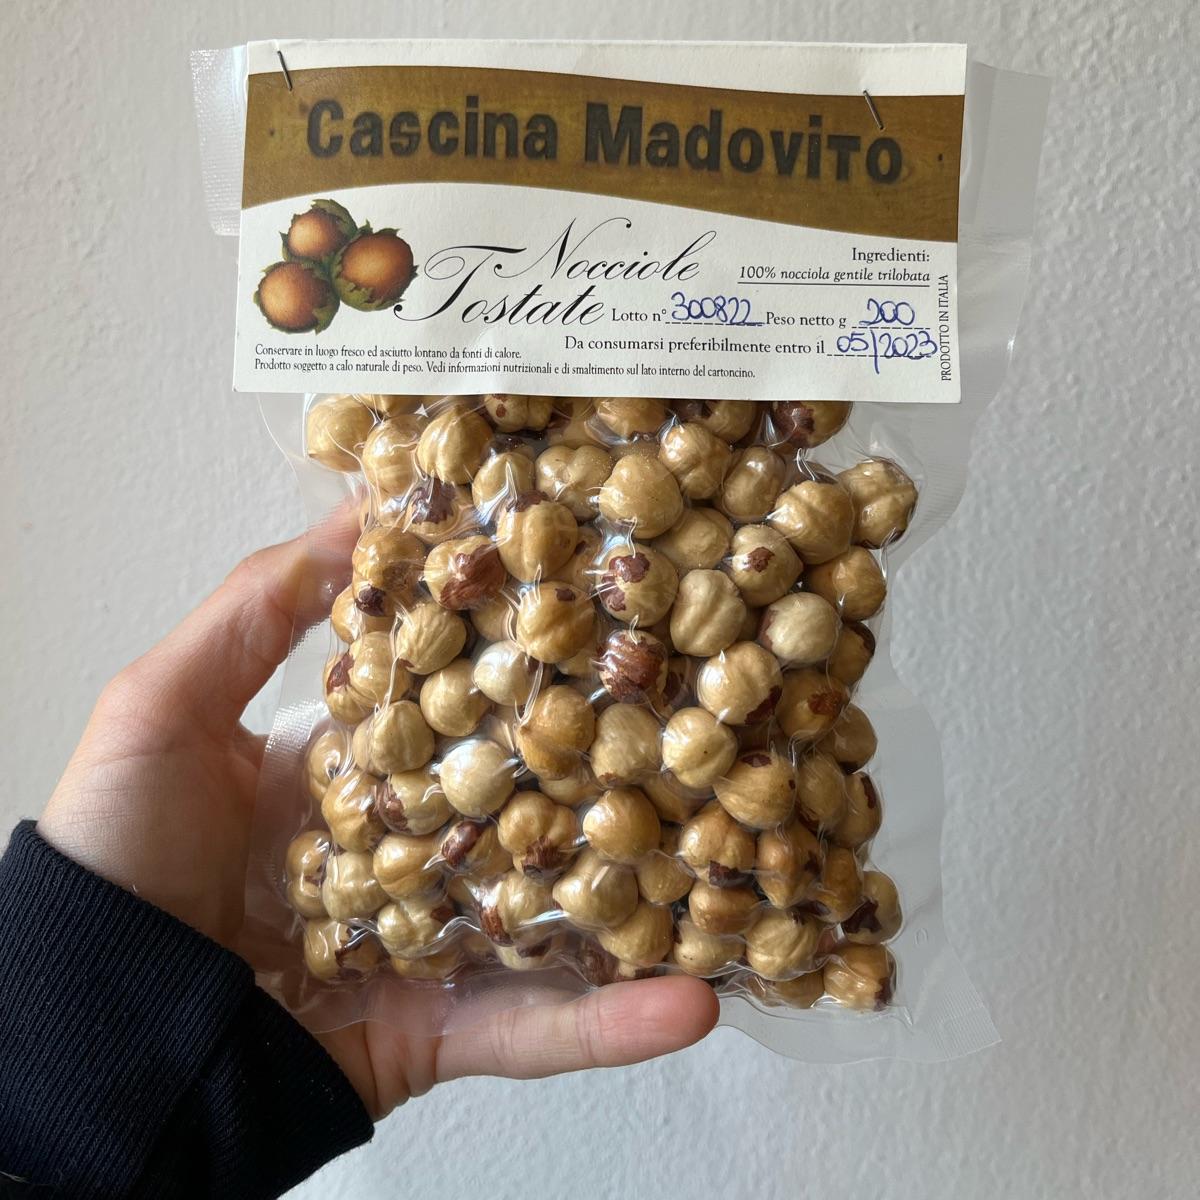 Cascina Madovito
Nocciole
Tostate
Ingredienti:
100% nocciola gentile trilobata
Lotto n° 300822 Peso netto g 200
Da consumarsi preferibilmente entro il 05/2023
Conservare in luogo fresco ed asciutto lontano da fonti di calore.
Prodotto soggetto a calo naturale di peso. Vedi informazioni nutrizionali e di smaltimento sul lato interno del cartoncino.
PRODOTTO IN ITALIA